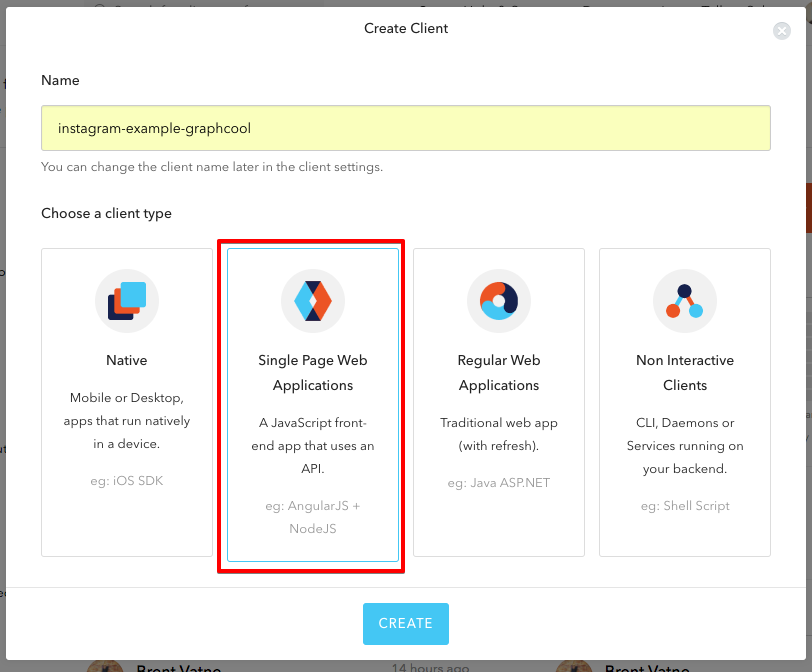 Create Client
Name
instagram-example-graphcool
You can change the client name later in the client settings.
Choose a client type
Native
Mobile or Desktop,
apps that run natively
in a device.
eg: iOS SDK
Single Page Web
Applications
A JavaScript front-
end app that uses an
API.
eg: AngularJS +
NodeJS
Regular Web
Applications
Traditional web app
(with refresh).
eg: Java ASP.NET
Non Interactive
Clients
CLI, Daemons or
Services running on
your backend.
eg: Shell Script
CREATE
Brent Vatne
14 hours ago
Brent Vatne